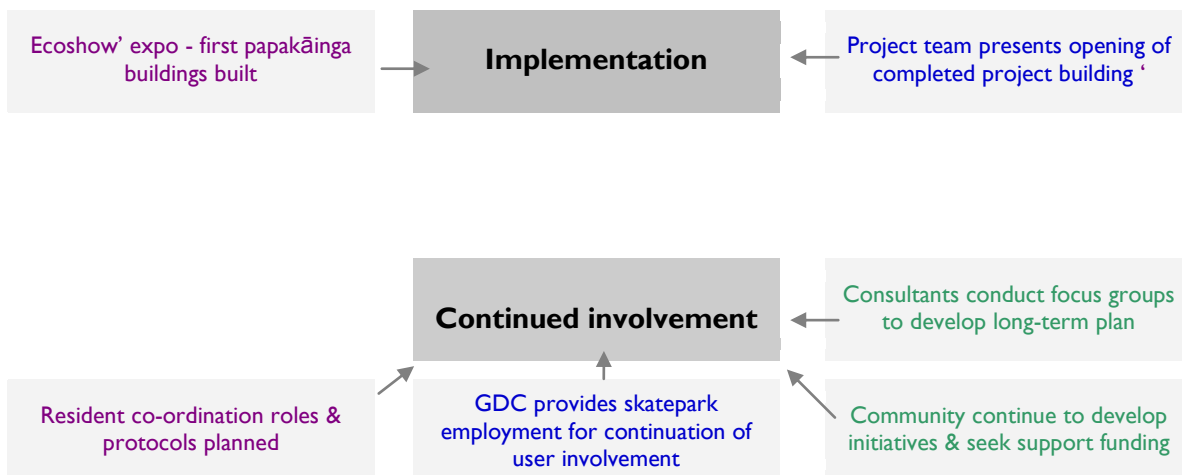 Ecoshow’ expo - first papakāinga
buildings built
Implementation
Project team presents opening of
completed project building ‘
Continued involvement
Consultants conduct focus groups
to develop long-term plan
Resident co-ordination roles &
protocols planned
GDC provides skatepark
employment for continuation of
user involvement
Community continue to develop
initiatives & seek support funding